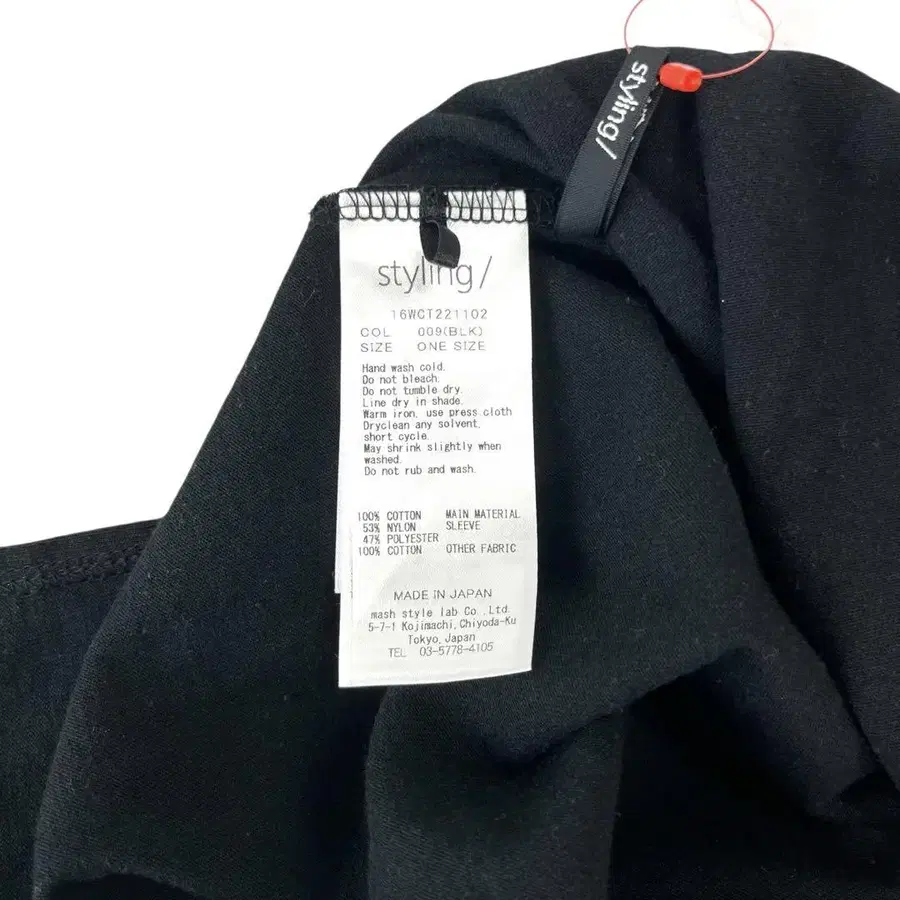 styling/
styling/
16WCT221102
COL 009(BLK)
SIZE ONE SIZE
Hand wash cold.
Do not bleach.
Do not tumble dry.
Line dry in shade.
Warm iron, use press cloth
Dryclean any solvent,
short cycle.
May shrink slightly when
washed.
Do not rub and wash.
100% COTTON MAIN MATERIAL
53% NYLON SLEEVE
47% POLYESTER
100% COTTON OTHER FABRIC
MADE IN JAPAN
mash style lab Co.,Ltd.
5-7-1 Kojimachi,Chiyoda-Ku
Tokyo,Japan
TEL 03-5778-4105